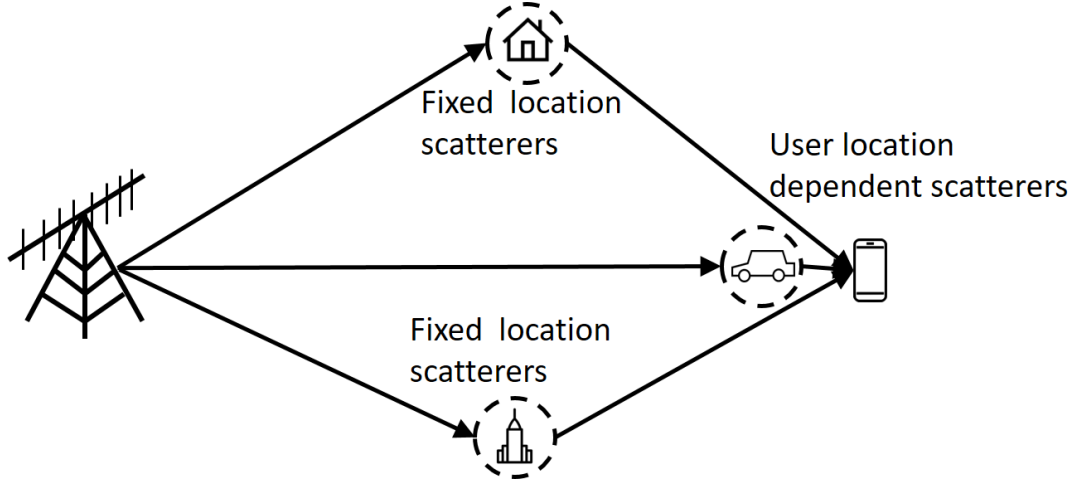 Fixed location
scatterers
User location
dependent scatterers
Fixed location
scatterers